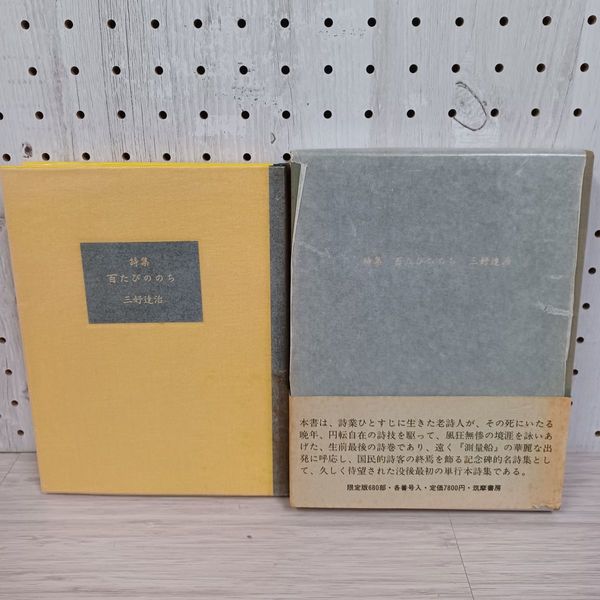 詩集
百たびののち
三好達治
詩集 百たびののち 三好達治
本書は、詩業ひとすじに生きた老詩人が、その死にいたる
晩年、円転自在の詩技を駆って、風狂無慚の境涯を詠いあ
げた、生前最後の詩巻であり、遠く『測量船』の華麗な出
発に呼応し、国民的詩客の終焉を飾る記念碑的名詩集とし
て、久しく待望された没後最初の単行本詩集である。
限定版680部・各番号入・定価7800円・筑摩書房